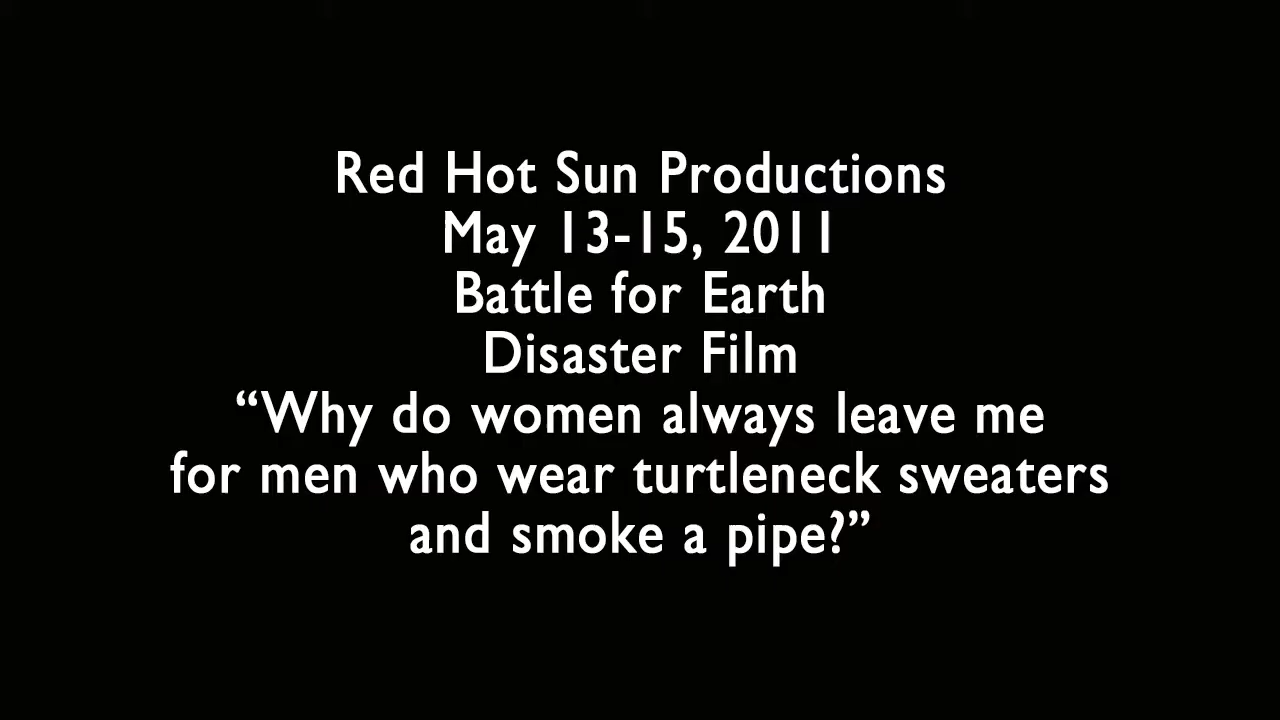 Red Hot Sun Productions
May 13-15, 2011
Battle for Earth
Disaster Film
“Why do women always leave me
for men who wear turtleneck sweaters
and smoke a pipe?”